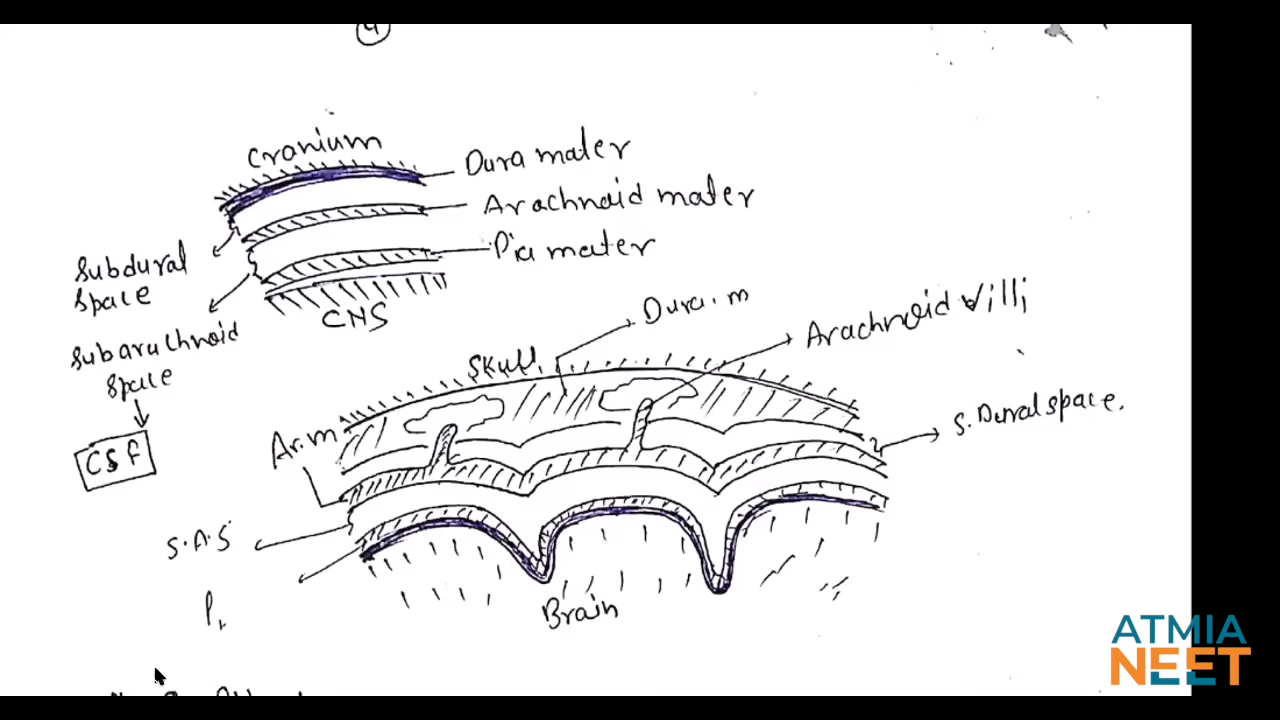 4
Cranium
Dura mater
Arachnoid mater
Pia mater
Subdural
Space
CNS
Subarachnoid
Space
CSF
Skull
Dura.m
Arachnoid Villi
S.Dural space.
Ar.m
S.A.S
Brain
ATMIA
NEET